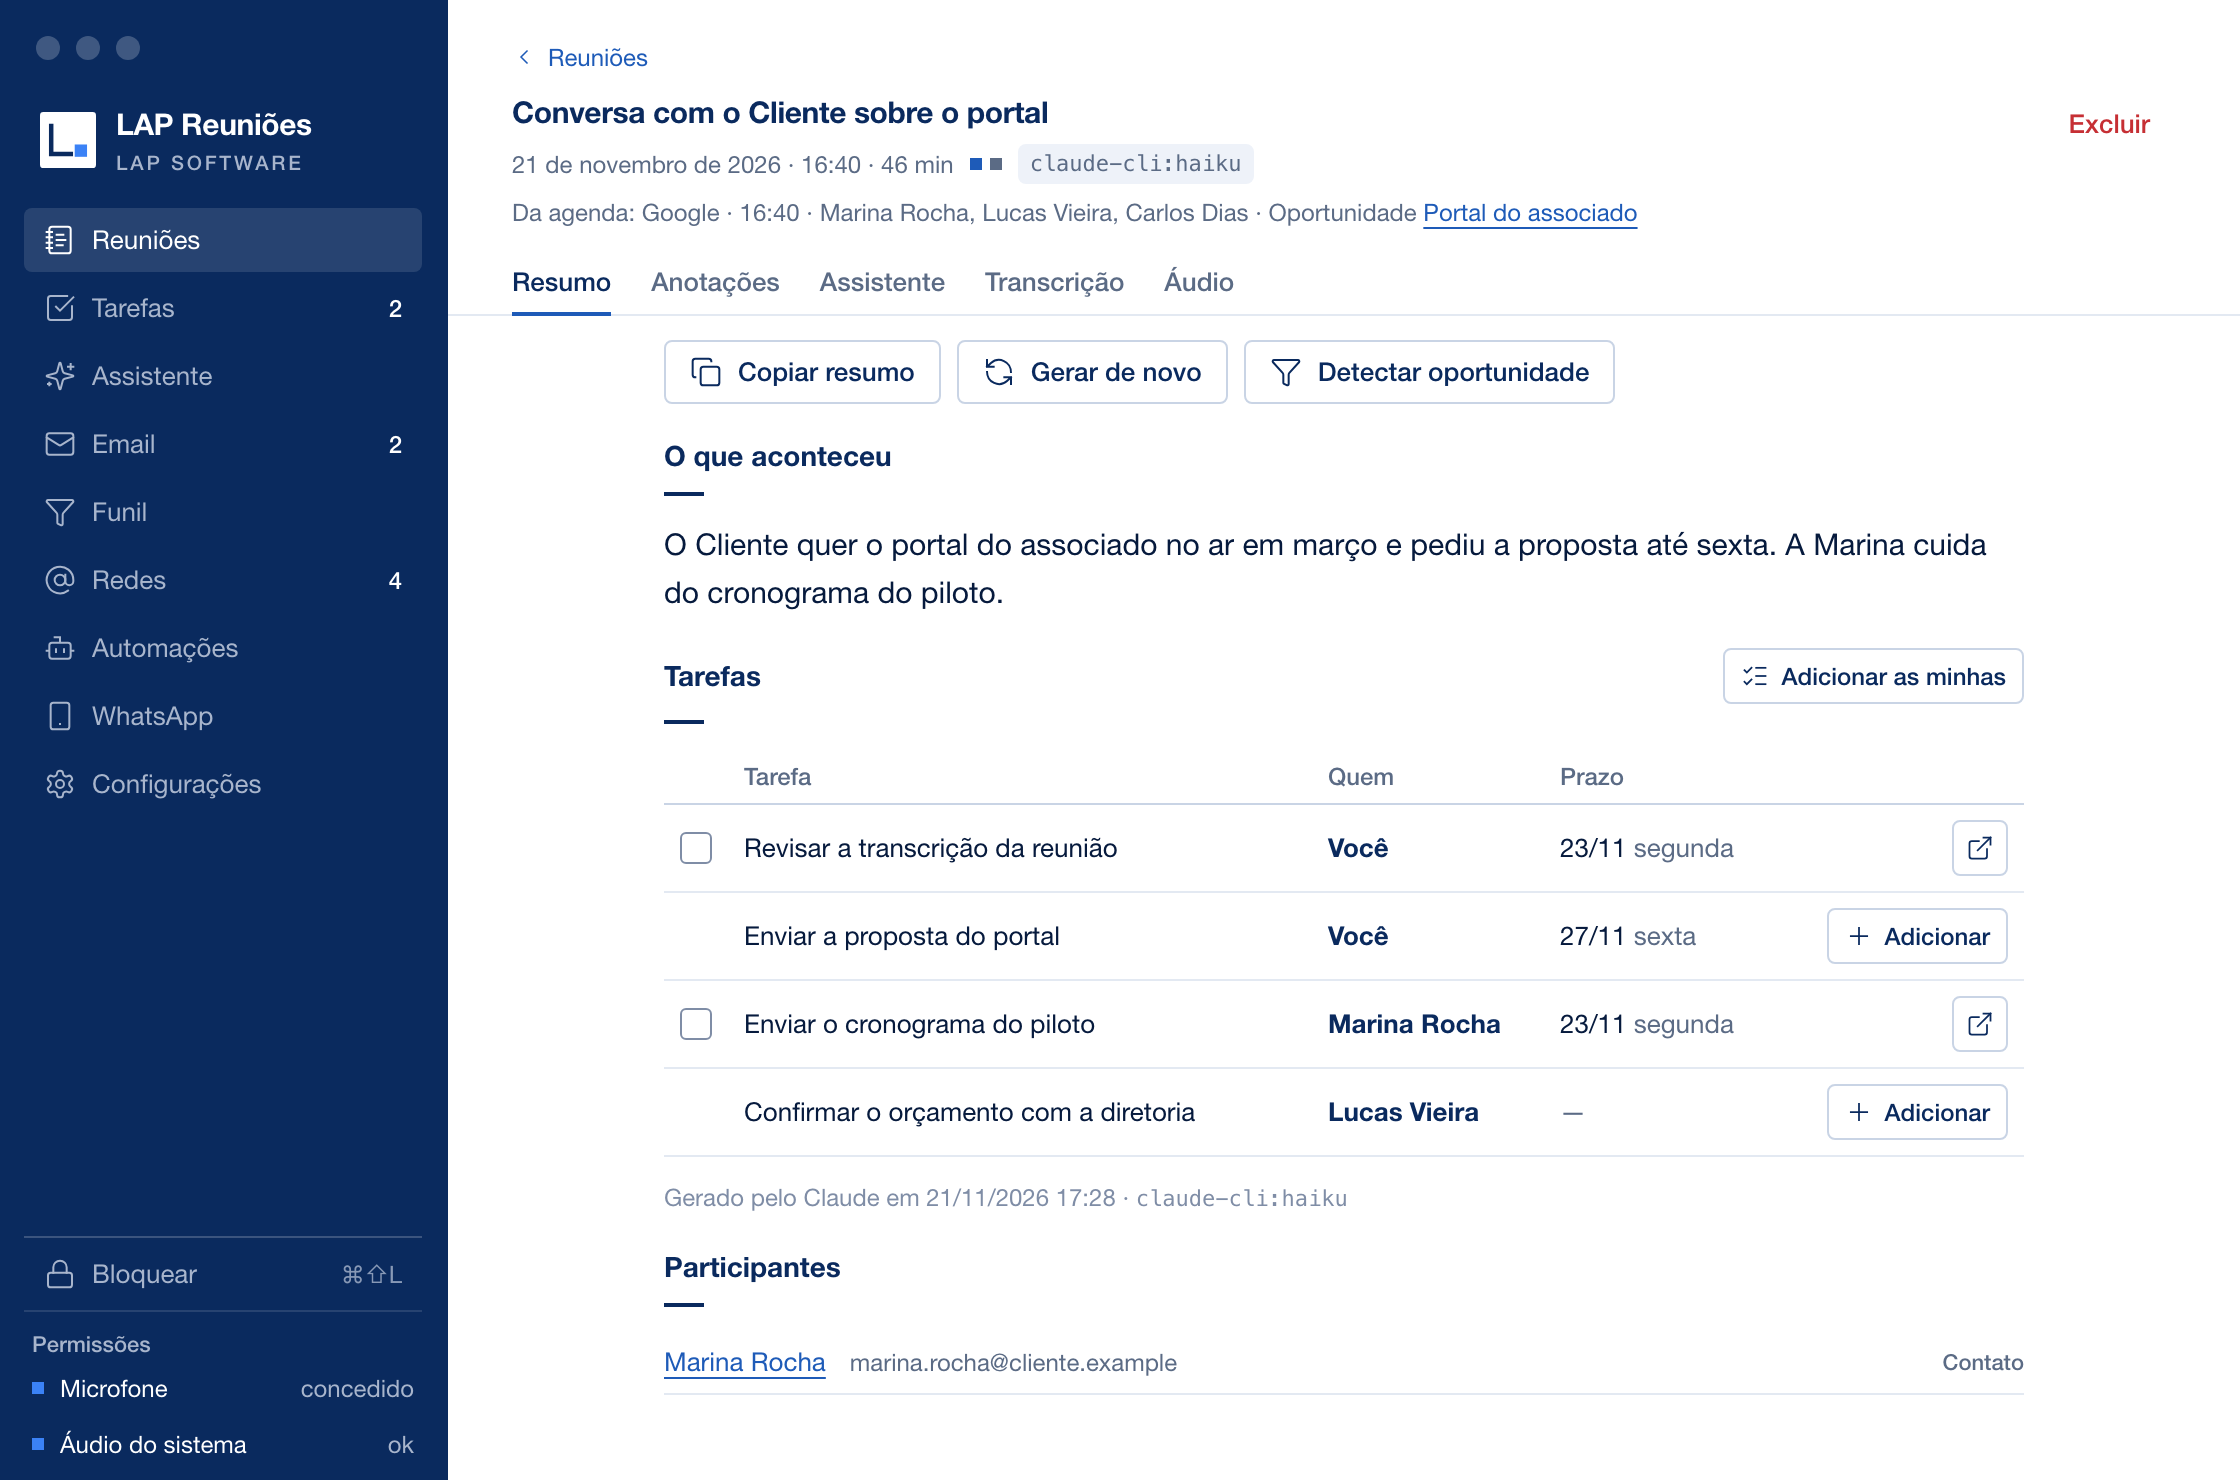 LAP Reuniões
LAP SOFTWARE
Reuniões
Tarefas 2
Assistente
Email 2
Funil
Redes 4
Automações
WhatsApp
Configurações
Bloquear ⌘⇧L
Permissões
Microfone concedido
Áudio do sistema ok
Reuniões
Conversa com o Cliente sobre o portal
Excluir
21 de novembro de 2026 · 16:40 · 46 min claude-cli:haiku
Da agenda: Google · 16:40 · Marina Rocha, Lucas Vieira, Carlos Dias · Oportunidade Portal do associado
Resumo Anotações Assistente Transcrição Áudio
Copiar resumo Gerar de novo Detectar oportunidade
O que aconteceu
O Cliente quer o portal do associado no ar em março e pediu a proposta até sexta. A Marina cuida
do cronograma do piloto.
Tarefas Adicionar as minhas
Tarefa Quem Prazo
Revisar a transcrição da reunião Você 23/11 segunda
Enviar a proposta do portal Você 27/11 sexta Adicionar
Enviar o cronograma do piloto Marina Rocha 23/11 segunda
Confirmar o orçamento com a diretoria Lucas Vieira — Adicionar
Gerado pelo Claude em 21/11/2026 17:28 · claude-cli:haiku
Participantes
Marina Rocha marina.rocha@cliente.example Contato